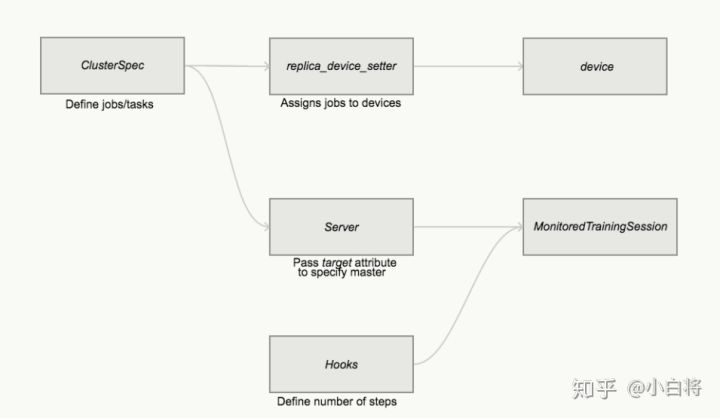 ClusterSpec
Define jobs/tasks
replica_device_setter
Assigns jobs to devices
device
Server
Pass target attribute
to specify master
MonitoredTrainingSession
Hooks
Define number of steps
知乎 @小白将